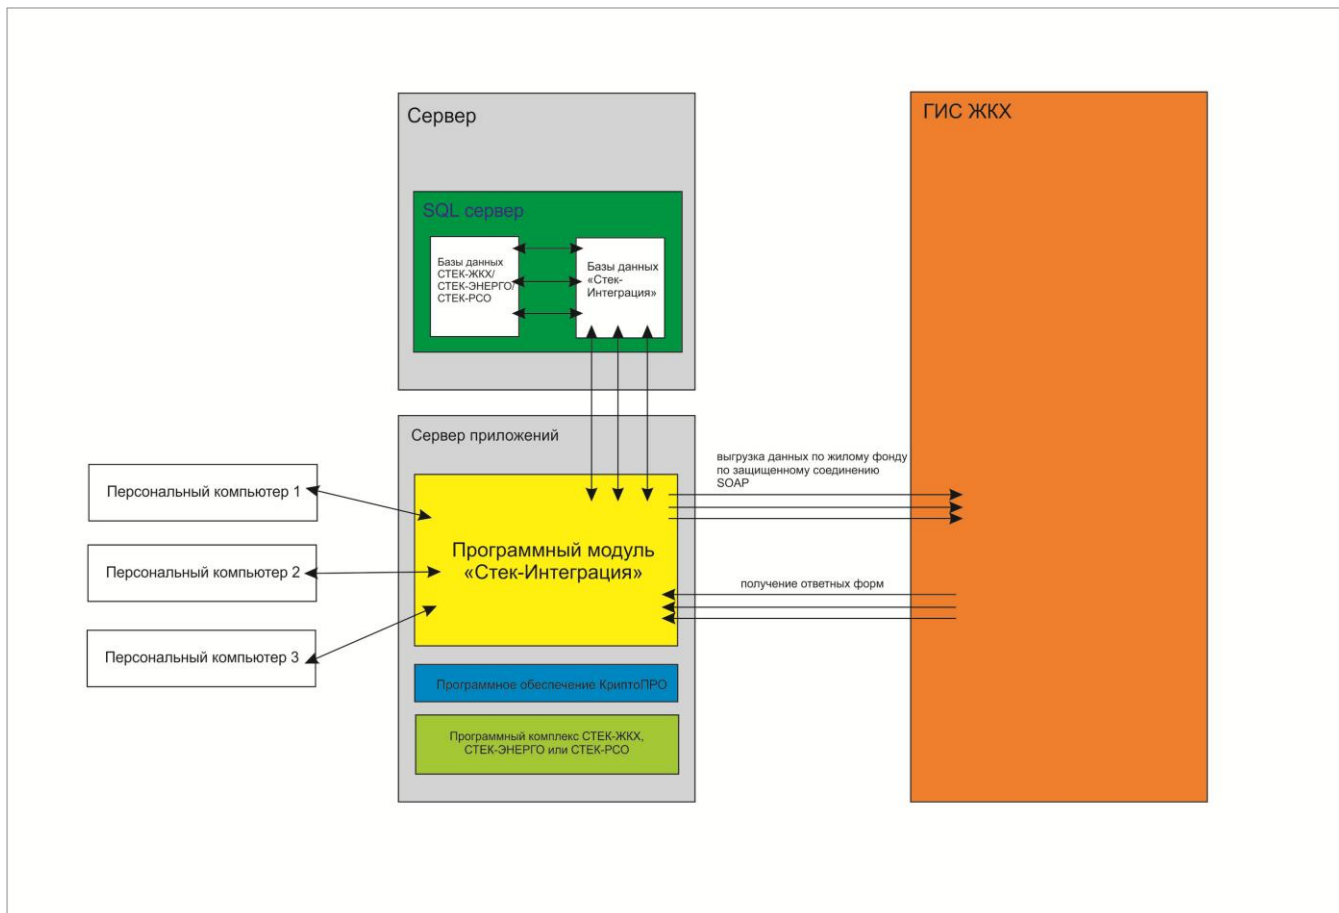 Сервер
ГИС ЖКХ
SQL сервер
Базы данных
СТЕК-ЖКХ/
СТЕК-ЭНЕРГО/
СТЕК-РСО
Базы данных
«Стек-
Интеграция»
Сервер приложений
выгрузка данных по жилому фонду
по защищенному соединению
SOAP
Персональный компьютер 1
Персональный компьютер 2
Персональный компьютер 3
Программный модуль
«Стек-Интеграция»
получение ответных форм
Программное обеспечение КриптоПРО
Программный комплекс СТЕК-ЖКХ,
СТЕК-ЭНЕРГО или СТЕК-РСО